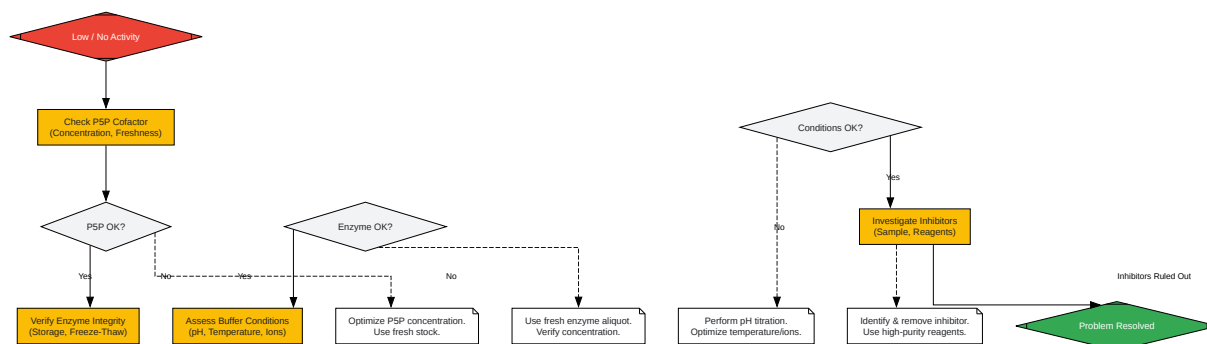 Low / No Activity
Check P5P Cofactor
(Concentration, Freshness)
Conditions OK?
Yes
Investigate Inhibitors
(Sample, Reagents)
P5P OK?
Enzyme OK?
No
Yes
No
Yes
No
Inhibitors Ruled Out
Verify Enzyme Integrity
(Storage, Freeze-Thaw)
Assess Buffer Conditions
(pH, Temperature, Ions)
Optimize P5P concentration.
Use fresh stock.
Use fresh enzyme aliquot.
Verify concentration.
Perform pH titration.
Optimize temperature/ions.
Identify & remove inhibitor.
Use high-purity reagents.
Problem Resolved